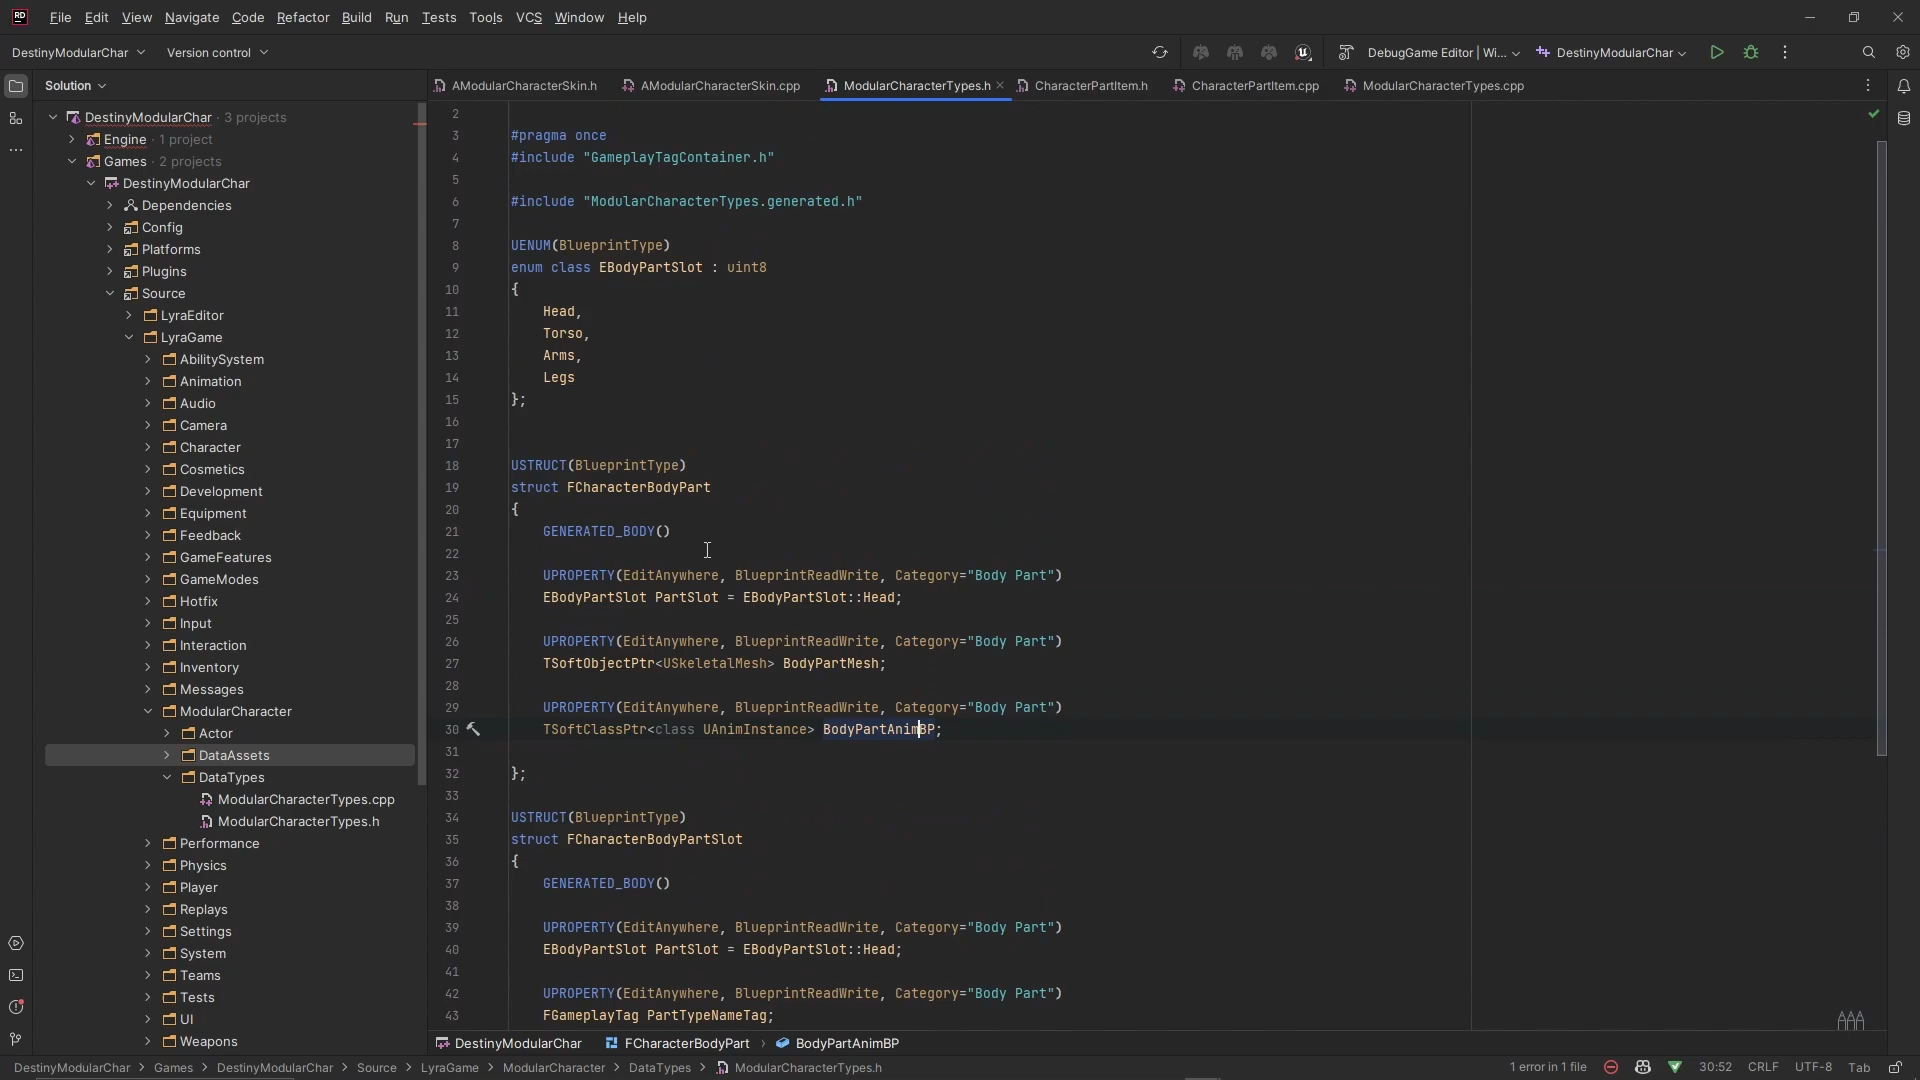 RD File Edit View Navigate Code Refactor Build Run Tests Tools VCS Window Help
DestinyModularChar Version control DebugGame Editor | Wi... DestinyModularChar
Solution AModularCharacterSkin.h AModularCharacterSkin.cpp ModularCharacterTypes.h CharacterPartItem.h CharacterPartItem.cpp ModularCharacterTypes.cpp
DestinyModularChar · 3 projects
Engine · 1 project
Games · 2 projects
DestinyModularChar
Dependencies
Config
Platforms
Plugins
Source
LyraEditor
LyraGame
AbilitySystem
Animation
Audio
Camera
Character
Cosmetics
Development
Equipment
Feedback
GameFeatures
GameModes
Hotfix
Input
Interaction
Inventory
Messages
ModularCharacter
Actor
DataAssets
DataTypes
ModularCharacterTypes.cpp
ModularCharacterTypes.h
Performance
Physics
Player
Replays
Settings
System
Teams
Tests
UI
Weapons
2
3 #pragma once
4 #include "GameplayTagContainer.h"
5
6 #include "ModularCharacterTypes.generated.h"
7
8 UENUM(BlueprintType)
9 enum class EBodyPartSlot : uint8
10 {
11 Head,
12 Torso,
13 Arms,
14 Legs
15 };
16
17
18 USTRUCT(BlueprintType)
19 struct FCharacterBodyPart
20 {
21 GENERATED_BODY()
22
23 UPROPERTY(EditAnywhere, BlueprintReadWrite, Category="Body Part")
24 EBodyPartSlot PartSlot = EBodyPartSlot::Head;
25
26 UPROPERTY(EditAnywhere, BlueprintReadWrite, Category="Body Part")
27 TSoftObjectPtr<USkeletalMesh> BodyPartMesh;
28
29 UPROPERTY(EditAnywhere, BlueprintReadWrite, Category="Body Part")
30 TSoftClassPtr<class UAnimInstance> BodyPartAnimBP;
31
32 };
33
34 USTRUCT(BlueprintType)
35 struct FCharacterBodyPartSlot
36 {
37 GENERATED_BODY()
38
39 UPROPERTY(EditAnywhere, BlueprintReadWrite, Category="Body Part")
40 EBodyPartSlot PartSlot = EBodyPartSlot::Head;
41
42 UPROPERTY(EditAnywhere, BlueprintReadWrite, Category="Body Part")
43 FGameplayTag PartTypeNameTag;
DestinyModularChar FCharacterBodyPart › BodyPartAnimBP
DestinyModularChar > Games > DestinyModularChar > Source > LyraGame > ModularCharacter > DataTypes > ModularCharacterTypes.h 1 error in 1 file 30:52 CRLF UTF-8 Tab